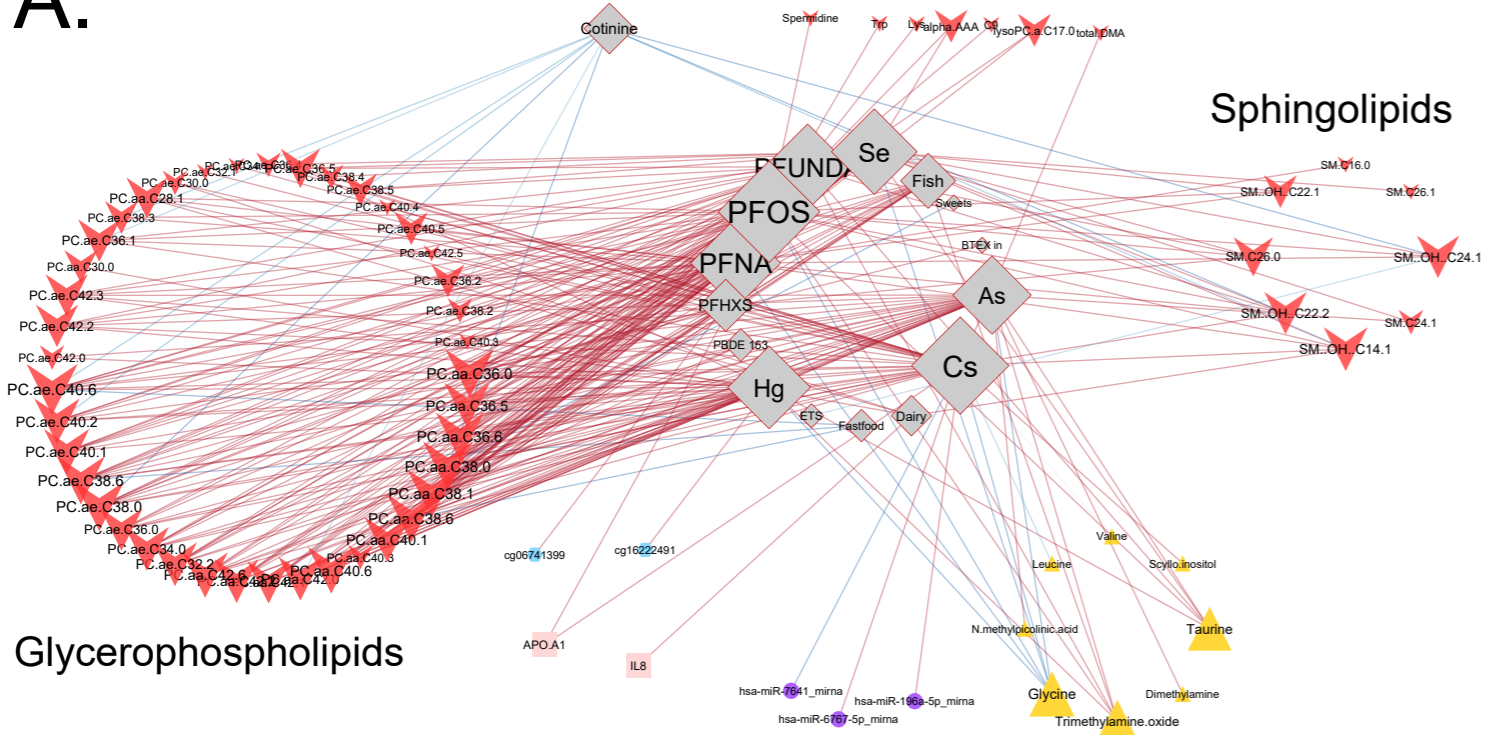 A.
Cotinine
Spermidine
Trp
Lys
alpha.AAA
C9
lysoPC.a.C17.0
total.DMA
Sphingolipids
SM.C16.0
SM..OH..C22.1
SM.C26.1
SM.C26.0
SM..OH..C24.1
SM..OH..C22.2
SM.C24.1
SM..OH..C14.1
Se
Fish
Sweets
PFOS
BTEX in
PFNA
As
PFHXS
PBDE 153
Cs
Hg
ETS
Fastfood
Dairy
PC.ae.C36.5
PC.ae.C38.4
PC.ae.C38.5
PC.ae.C30.0
PC.aa.C28.1
PC.ae.C40.4
PC.ae.C38.3
PC.ae.C40.5
PC.ae.C36.1
PC.ae.C42.5
PC.aa.C30.0
PC.ae.C36.2
PC.ae.C42.3
PC.ae.C38.2
PC.ae.C42.2
PC.ae.C40.3
PC.ae.C42.0
PC.aa.C36.0
PC.ae.C40.6
PC.aa.C36.5
PC.ae.C40.2
PC.aa.C36.6
PC.ae.C40.1
PC.aa.C38.0
PC.ae.C38.6
PC.aa C38.1
PC.ae.C38.0
PC.aa.C38.6
PC.ae.C36.0
PC.aa.C40.1
PC.ae.C34.0
PC.aa.C40.3
PC.ae.C32.2
PC.aa.C40.6
PC.aa.C42.6
Glycerophospholipids
cg06741399
cg16222491
APO.A1
IL8
hsa-miR-7641_mirna
hsa-miR-196a-5p_mirna
hsa-miR-6767-5p_mirna
Valine
Leucine
Scyllo.inositol
N.methylpicolinic.acid
Taurine
Glycine
Dimethylamine
Trimethylamine.oxide